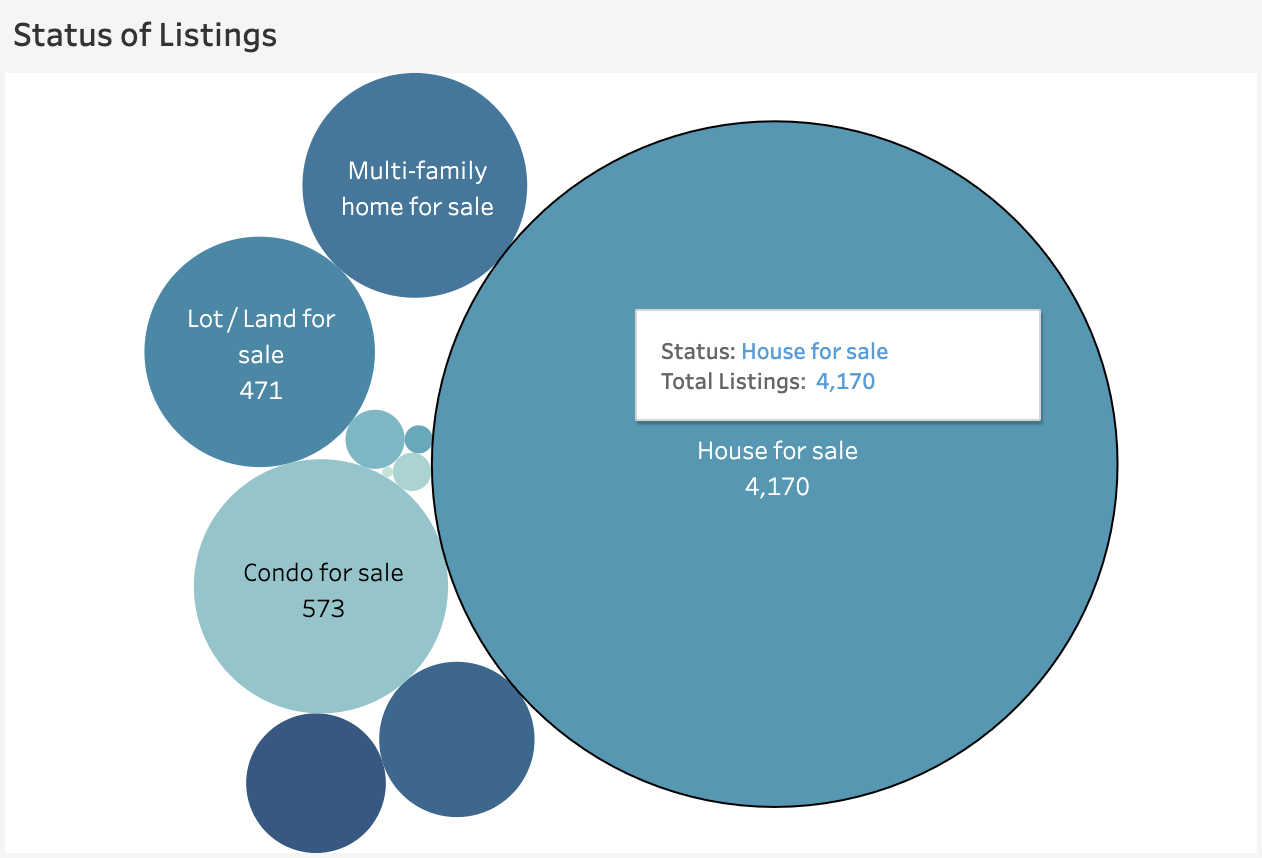 Status of Listings
Multi-family
home for sale
Lot / Land for
sale
471
Status: House for sale
Total Listings: 4,170
House for sale
4,170
Condo for sale
573